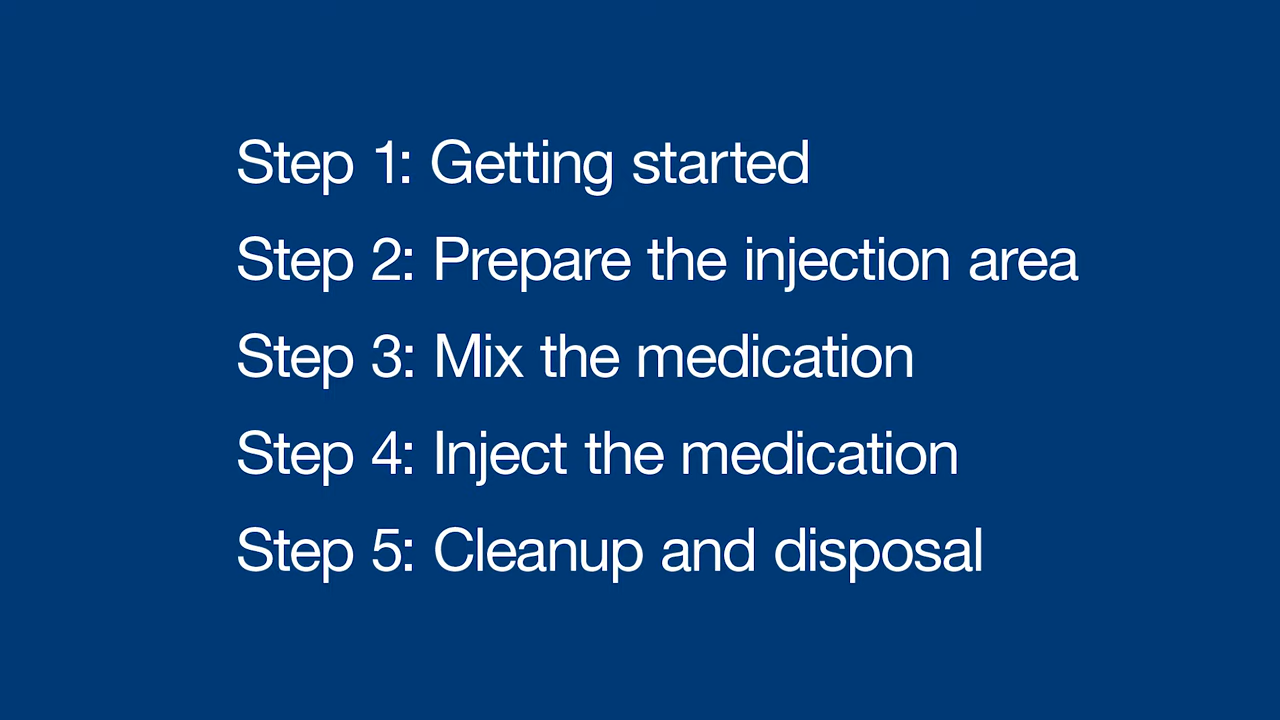 Step 1: Getting started
Step 2: Prepare the injection area
Step 3: Mix the medication
Step 4: Inject the medication
Step 5: Cleanup and disposal